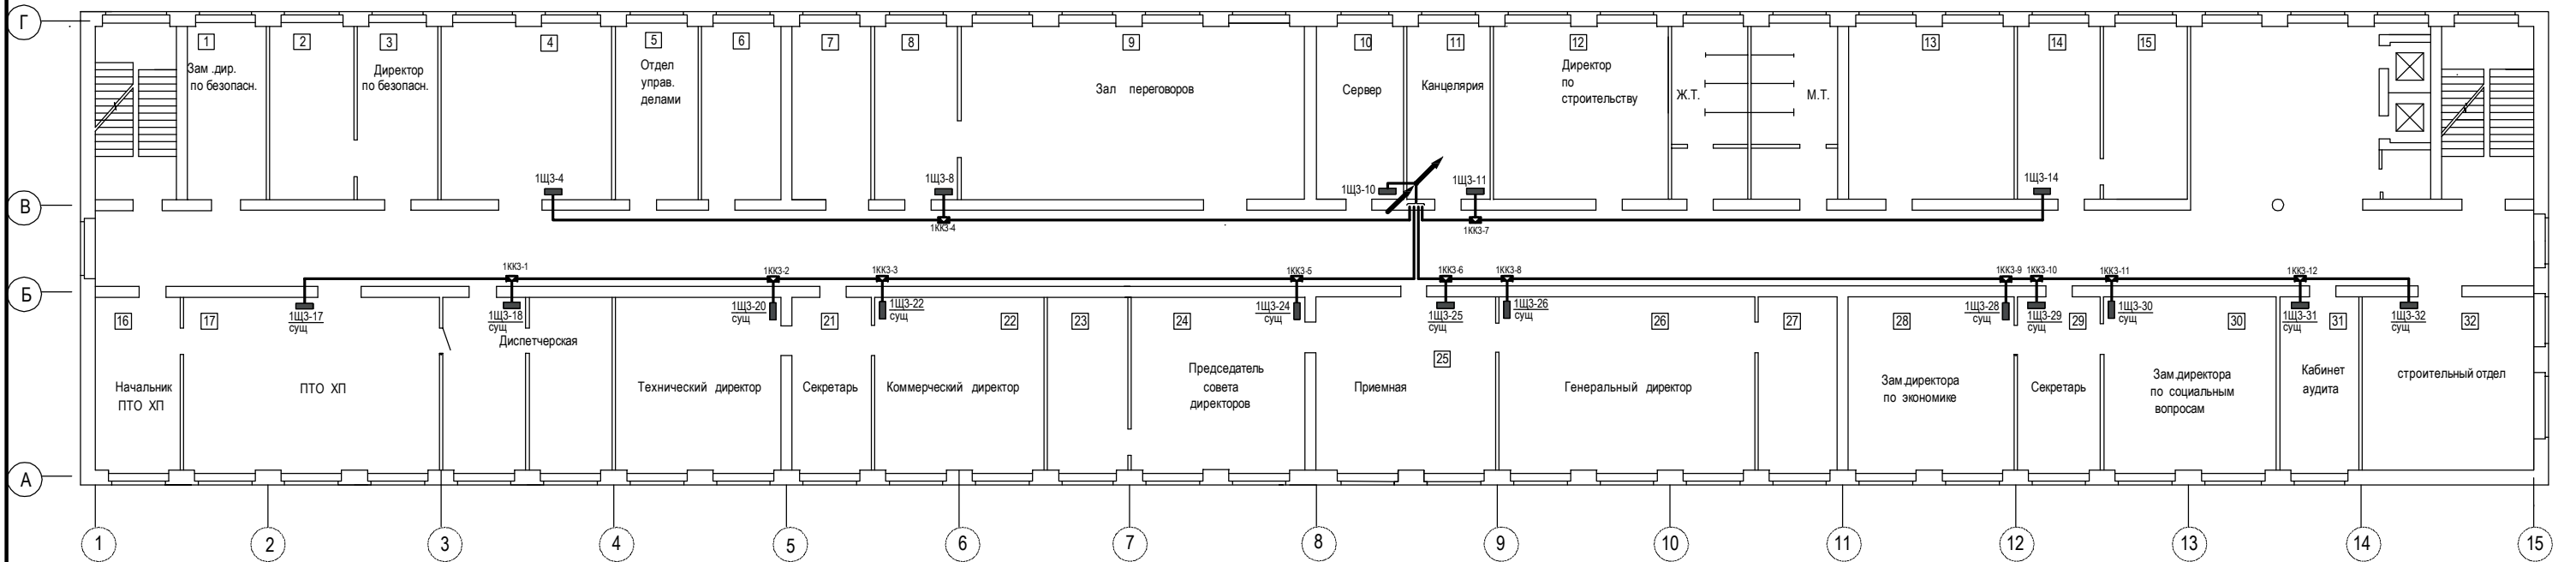 Г
1
2
3
4
5
6
7
8
9
10
11
12
13
14
15
Зам .дир.
по безопасн.
Директор
по безопасн.
Отдел
управ.
делами
Зал переговоров
Сервер
Канцелярия
Директор
по
строительству
Ж.Т.
М.Т.
В
1ЩЗ-4
1ЩЗ-8
1ЩЗ-10
1ЩЗ-11
1ЩЗ-14
1ККЗ-4
1ККЗ-7
Б
1ККЗ-1
1ККЗ-2
1ККЗ-3
1ККЗ-5
1ККЗ-6
1ККЗ-8
1ККЗ-9
1ККЗ-10
1ККЗ-11
1ККЗ-12
1ЩЗ-17
сущ
1ЩЗ-18
сущ
1ЩЗ-20
сущ
1ЩЗ-22
сущ
1ЩЗ-24
сущ
1ЩЗ-25
сущ
1ЩЗ-26
сущ
1ЩЗ-28
сущ
1ЩЗ-29
сущ
1ЩЗ-30
сущ
1ЩЗ-31
сущ
1ЩЗ-32
сущ
16
17
21
22
23
24
25
26
27
28
29
30
31
32
Начальник
ПТО ХП
ПТО ХП
Диспетчерская
Технический директор
Секретарь
Коммерческий директор
Председатель
совета
директоров
Приемная
Генеральный директор
Зам.директора
по экономике
Секретарь
Зам.директора
по социальным
вопросам
Кабинет
аудита
строительный отдел
А
1
2
3
4
5
6
7
8
9
10
11
12
13
14
15